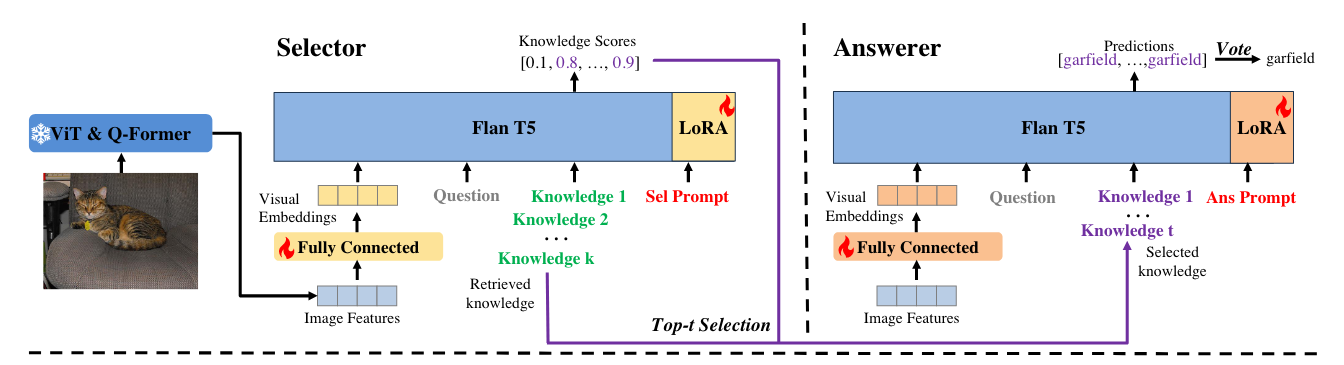 Selector
Knowledge Scores
[0.1, 0.8, …, 0.9]
ViT & Q-Former
Flan T5
LoRA
Visual
Embeddings
Question
Knowledge 1
Knowledge 2
...
Knowledge k
Sel Prompt
Fully Connected
Retrieved
knowledge
Image Features
Top-t Selection
Answerer
Predictions
[garfield, …,garfield]
Vote
garfield
Flan T5
LoRA
Visual
Embeddings
Question
Knowledge 1
...
Knowledge t
Ans Prompt
Fully Connected
Selected
knowledge
Image Features